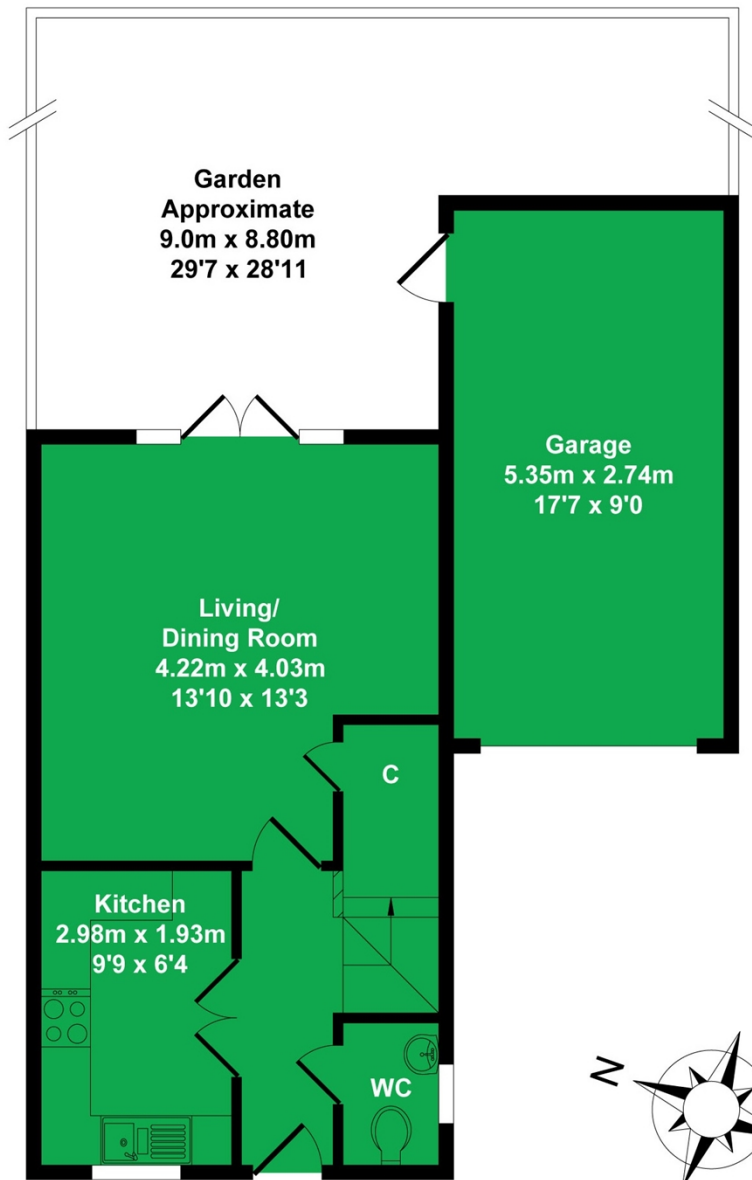 Garden
Approximate
9.0m x 8.80m
29'7 x 28'11
Garage
5.35m x 2.74m
17'7 x 9'0
Living/
Dining Room
4.22m x 4.03m
13'10 x 13'3
C
Kitchen
2.98m x 1.93m
9'9 x 6'4
WC
N